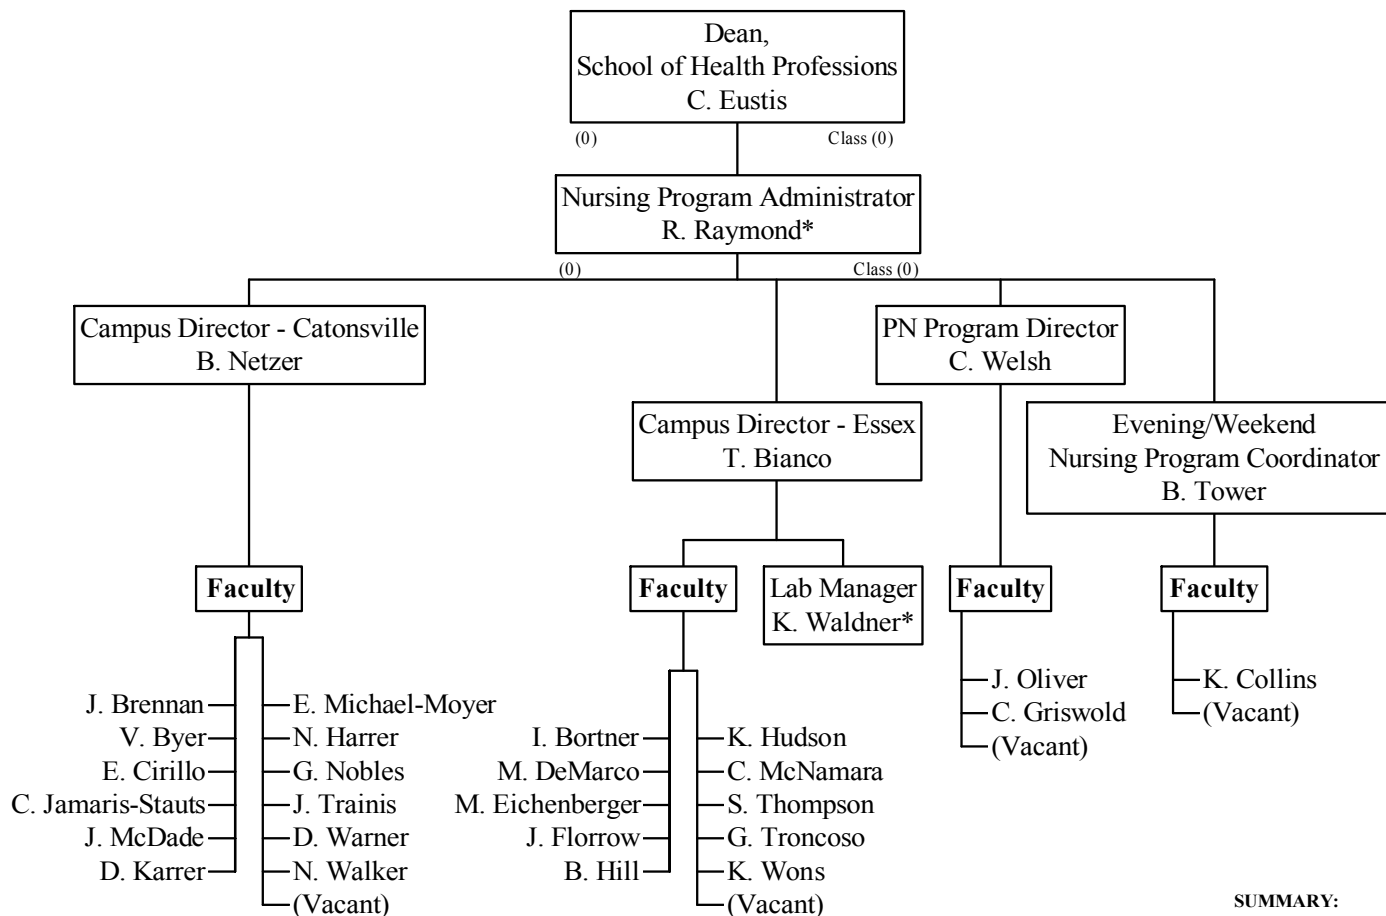 Dean,
School of Health Professions
C. Eustis
(0) Class (0)
Nursing Program Administrator
R. Raymond*
(0) Class (0)
Campus Director - Catonsville
B. Netzer
PN Program Director
C. Welsh
Campus Director - Essex
T. Bianco
Evening/Weekend
Nursing Program Coordinator
B. Tower
Faculty
J. Brennan
V. Byer
E. Cirillo
C. Jamaris-Stauts
J. McDade
D. Karrer
E. Michael-Moyer
N. Harrer
G. Nobles
J. Trainis
D. Warner
N. Walker
(Vacant)
Faculty
I. Bortner
M. DeMarco
M. Eichenberger
J. Florrow
B. Hill
K. Hudson
C. McNamara
S. Thompson
G. Troncoso
K. Wons
(Vacant)
Lab Manager
K. Waldner*
Faculty
J. Oliver
C. Griswold
(Vacant)
Faculty
K. Collins
(Vacant)
SUMMARY: